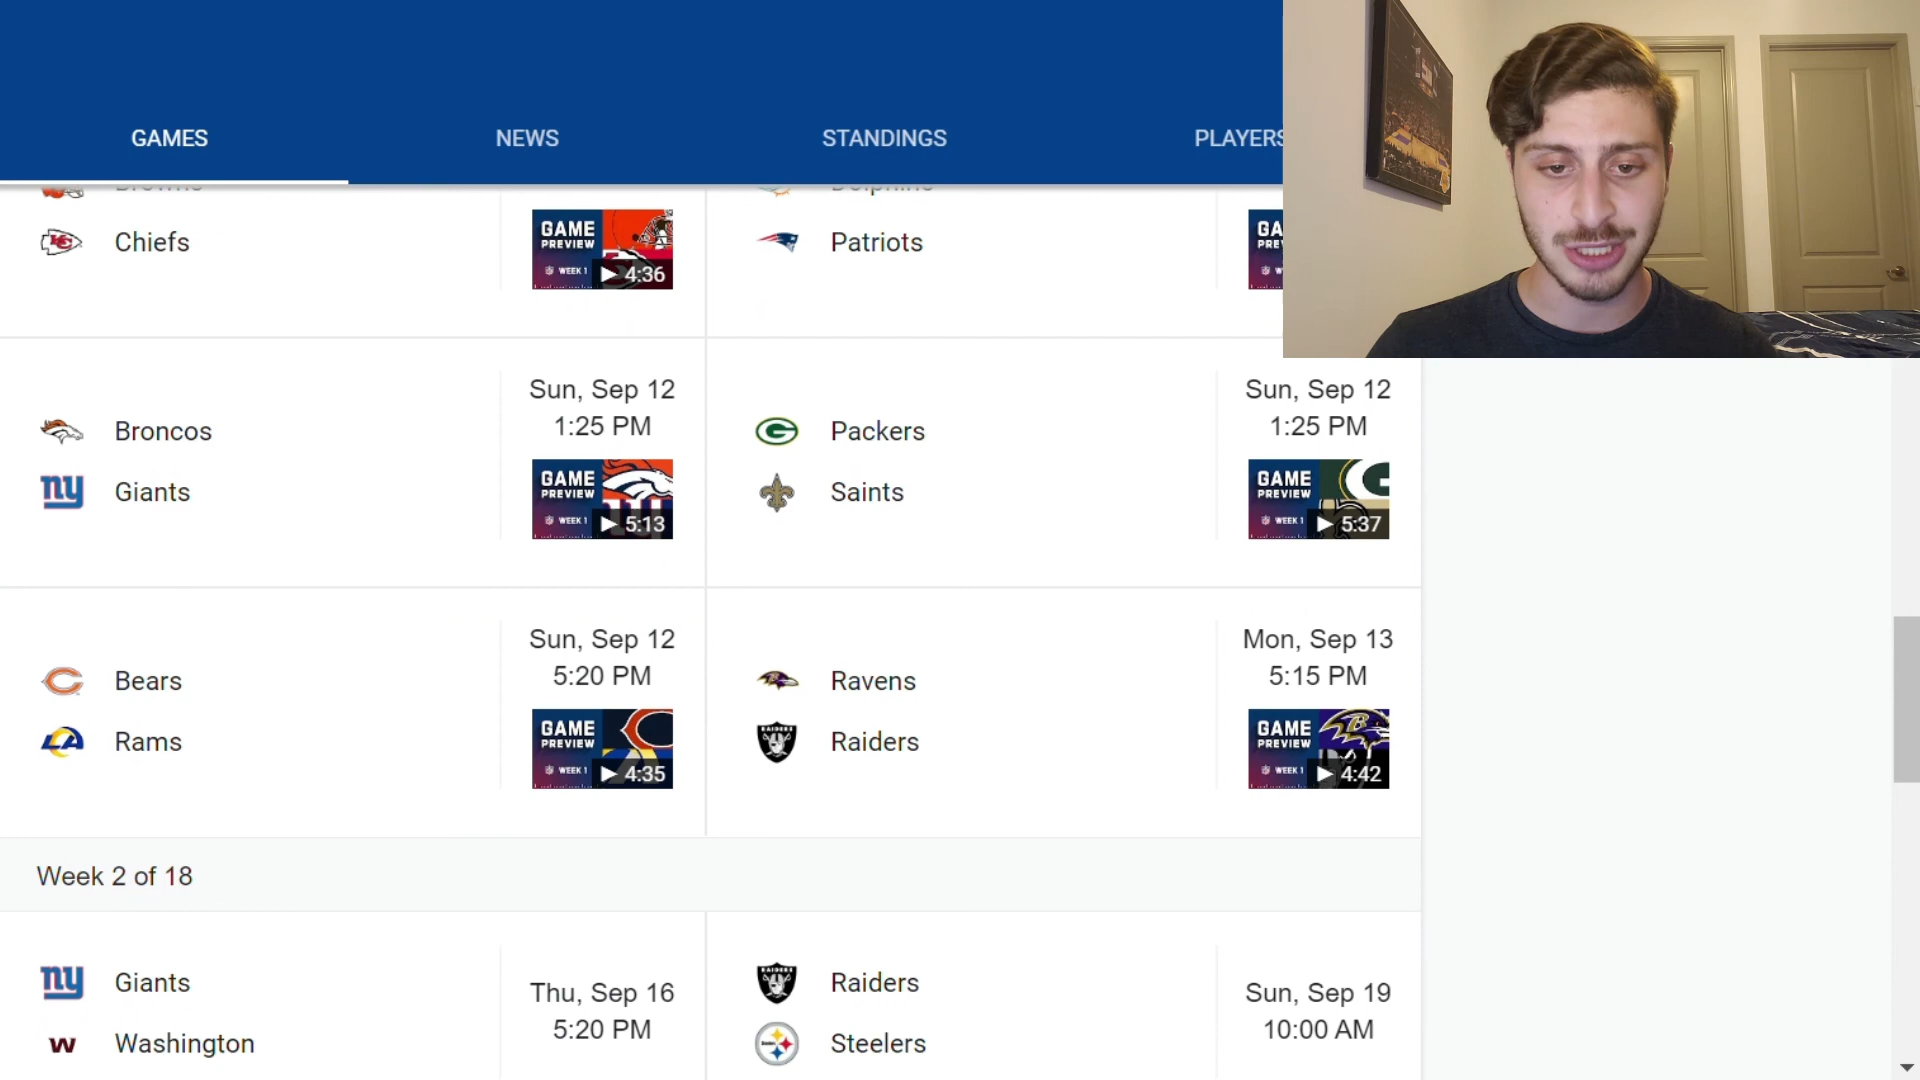 GAMES NEWS STANDINGS PLAYERS
Browns Dolphins
Chiefs Patriots
GAME
PREVIEW
WEEK 1 4:36
Sun, Sep 12 Sun, Sep 12
1:25 PM 1:25 PM
Broncos Packers
Giants Saints
GAME GAME
PREVIEW PREVIEW
WEEK 1 5:13 WEEK 1 5:37
Sun, Sep 12 Mon, Sep 13
5:20 PM 5:15 PM
Bears Ravens
Rams Raiders
GAME GAME
PREVIEW PREVIEW
WEEK 1 4:35 WEEK 1 4:42
Week 2 of 18
Giants Raiders
Thu, Sep 16 Sun, Sep 19
5:20 PM 10:00 AM
Washington Steelers